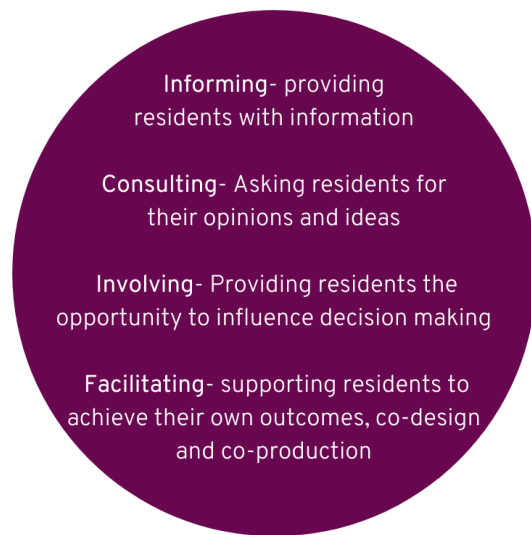 Informing- providing
residents with information
Consulting- Asking residents for
their opinions and ideas
Involving- Providing residents the
opportunity to influence decision making
Facilitating- supporting residents to
achieve their own outcomes, co-design
and co-production